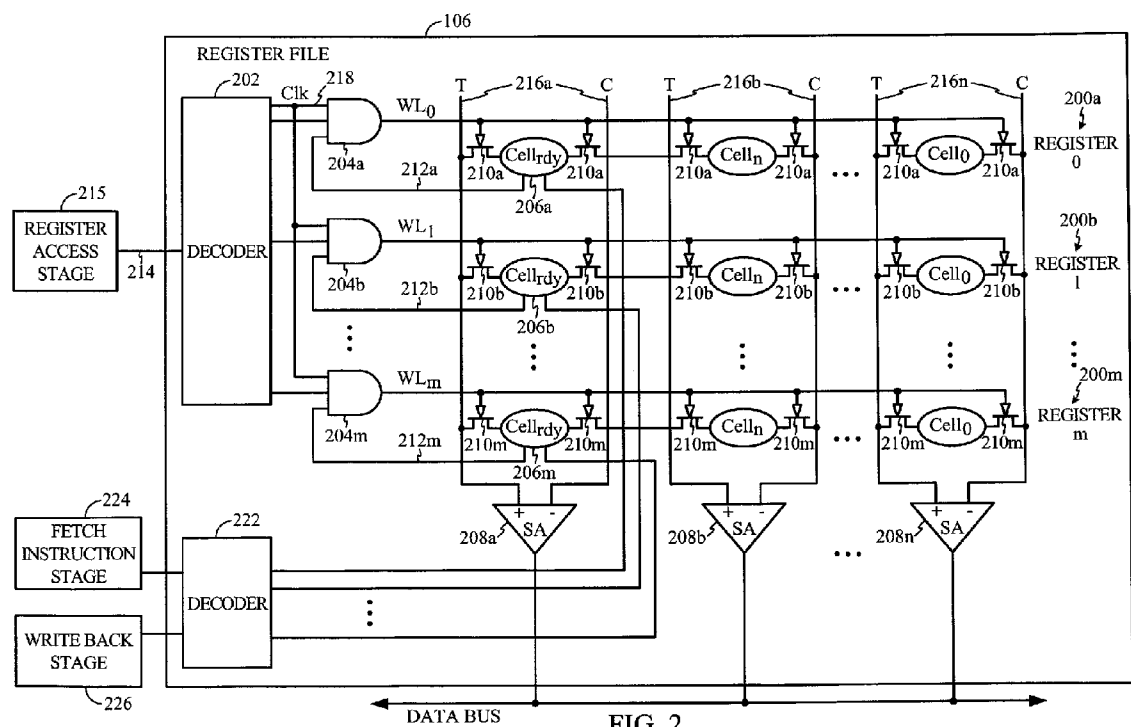 106
REGISTER FILE
202
Clk
218
WL0
T
216a
C
216b
T
C
T
216n
C
200a
REGISTER
0
204a
212a
210a
Cellrdy
210a
206a
210a
Celln
210a
...
210a
Cell0
210a
215
REGISTER
ACCESS
STAGE
214
DECODER
WL1
204b
212b
210b
Cellrdy
210b
206b
210b
Celln
210b
...
210b
Cell0
210b
200b
REGISTER
1
WLm
204m
212m
210m
Cellrdy
210m
206m
210m
Celln
210m
...
210m
Cell0
210m
200m
REGISTER
m
224
FETCH
INSTRUCTION
STAGE
222
DECODER
WRITE BACK
STAGE
226
+ -
SA
208a
+ -
SA
208b
...
+ -
SA
208n
DATA BUS
FIG. 2